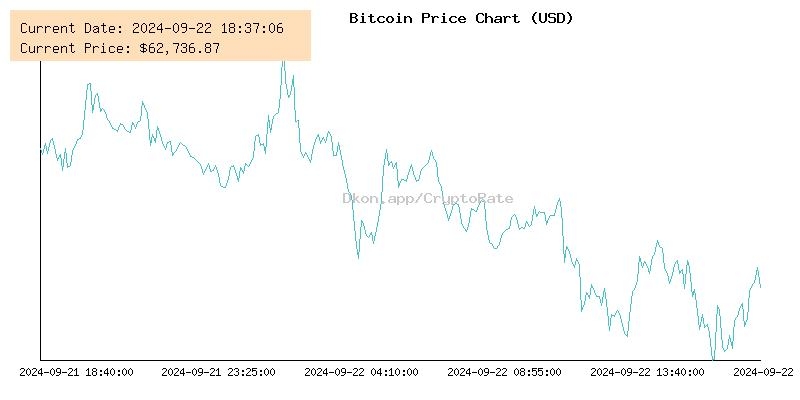 Bitcoin Price Chart (USD)
Current Date: 2024-09-22 18:37:06
Current Price: $62,736.87
Dkon.app/CryptoRate
2024-09-21 18:40:00
2024-09-21 23:25:00
2024-09-22 04:10:00
2024-09-22 08:55:00
2024-09-22 13:40:00
2024-09-22